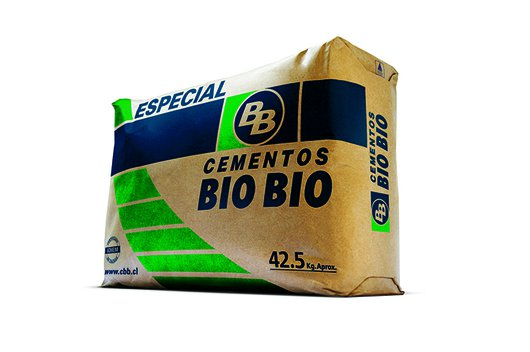 ESPECIAL
BB
CEMENTOS
BIO BIO
42.5 Kg.Aprox.
www.cbb.cl
BB
CEMENTOS
BIO BIO